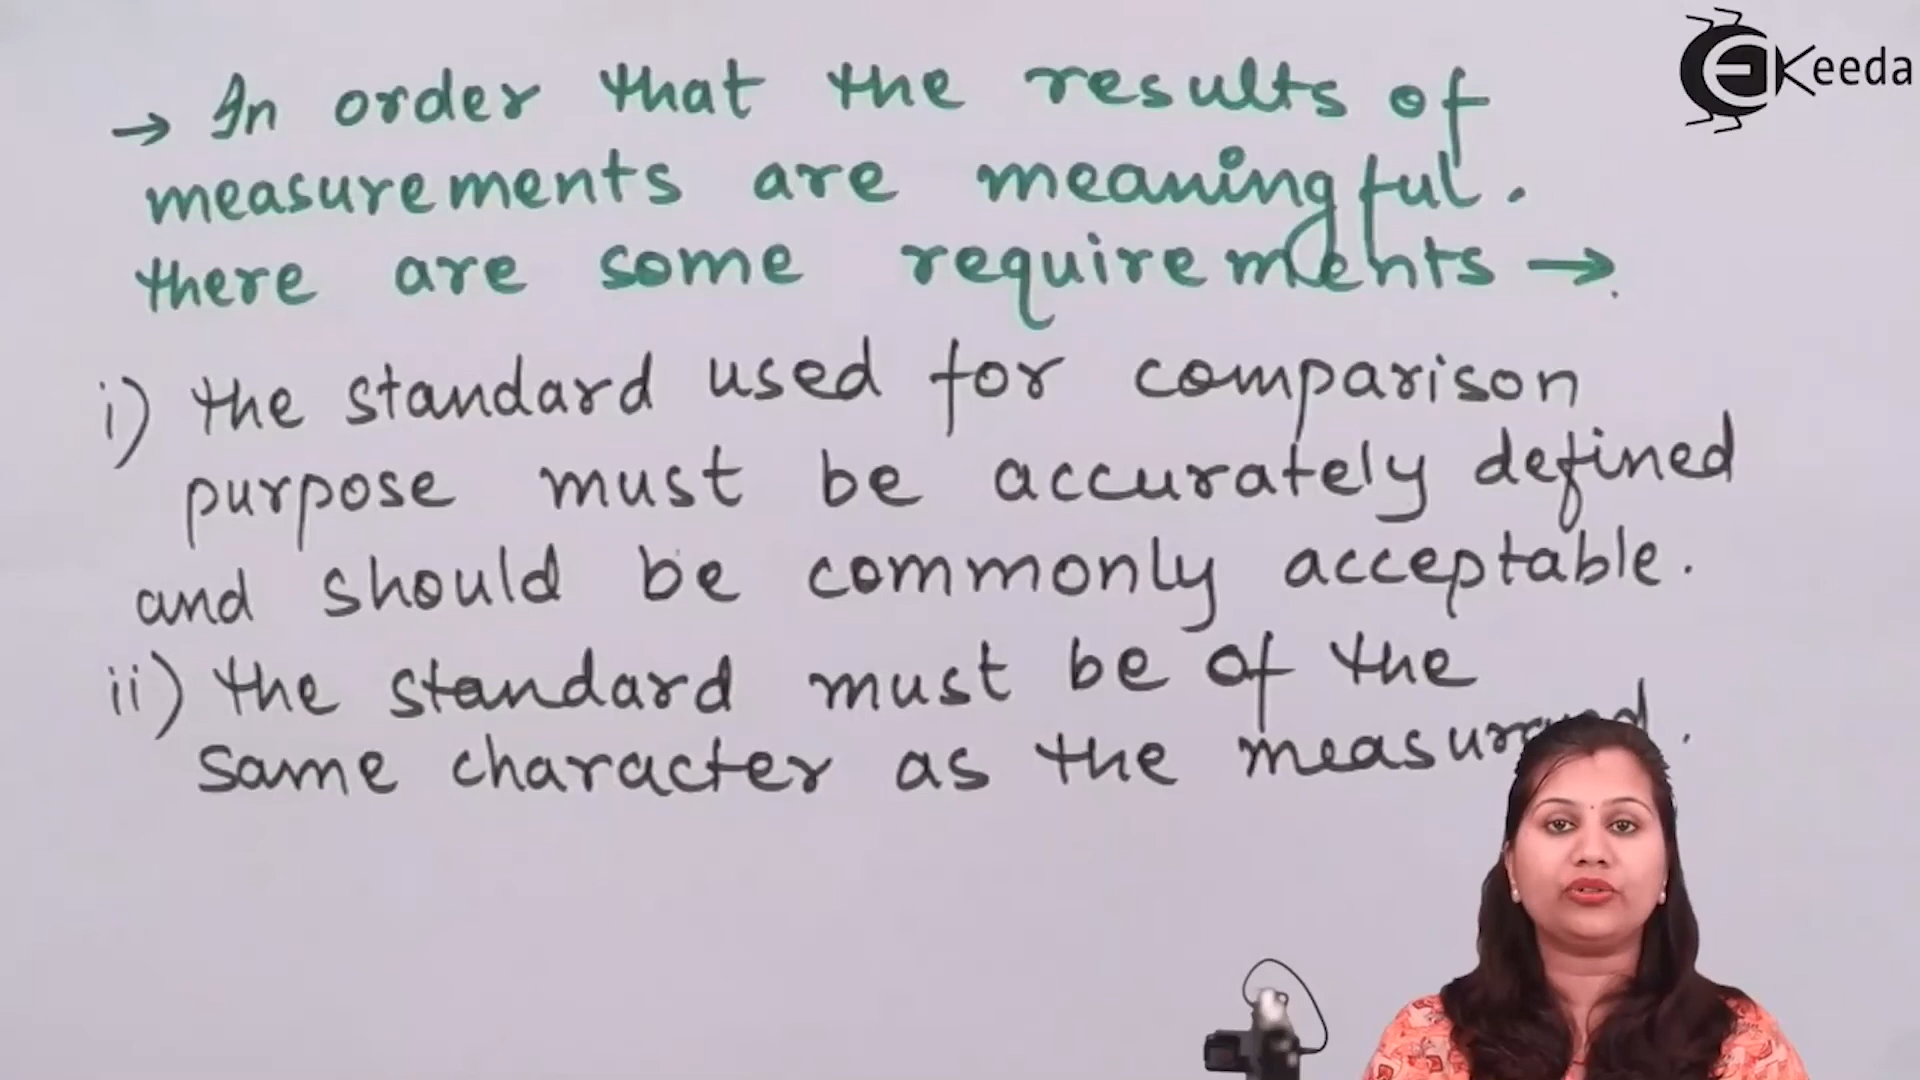 EKeeda
→ In order that the results of
measurements are meaningful.
there are some requirements →
i) the standard used for comparison
purpose must be accurately defined
and should be commonly acceptable.
ii) the standard must be of the
same character as the